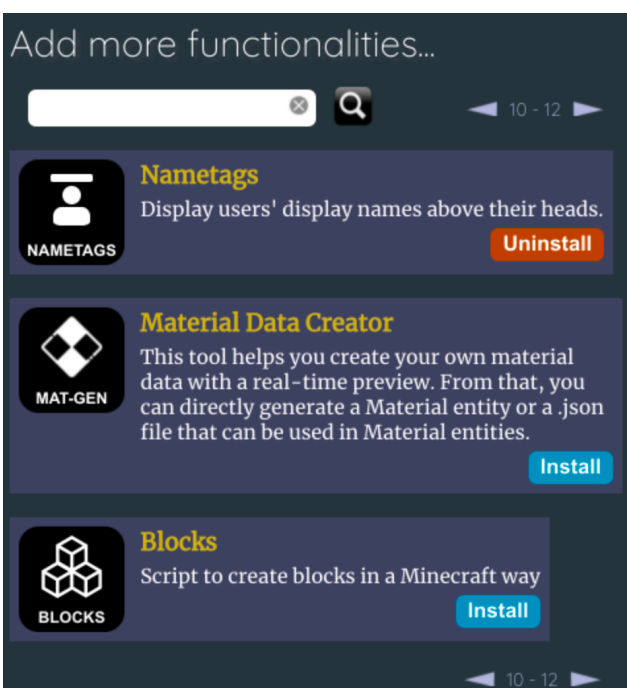 Add more functionalities...
10 - 12
Nametags
Display users' display names above their heads.
NAMETAGS
Uninstall
Material Data Creator
This tool helps you create your own material
data with a real-time preview. From that, you
can directly generate a Material entity or a .json
file that can be used in Material entities.
MAT-GEN
Install
Blocks
Script to create blocks in a Minecraft way
BLOCKS
Install
10 - 12